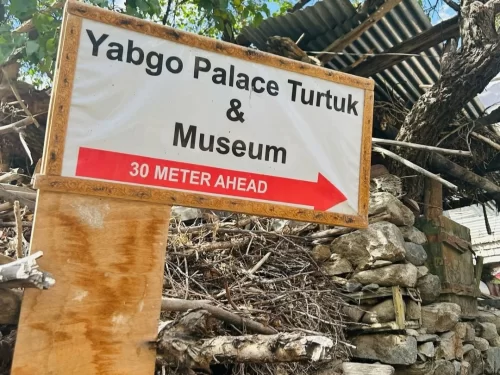 Yabgo Palace Turtuk
&
Museum
30 METER AHEAD